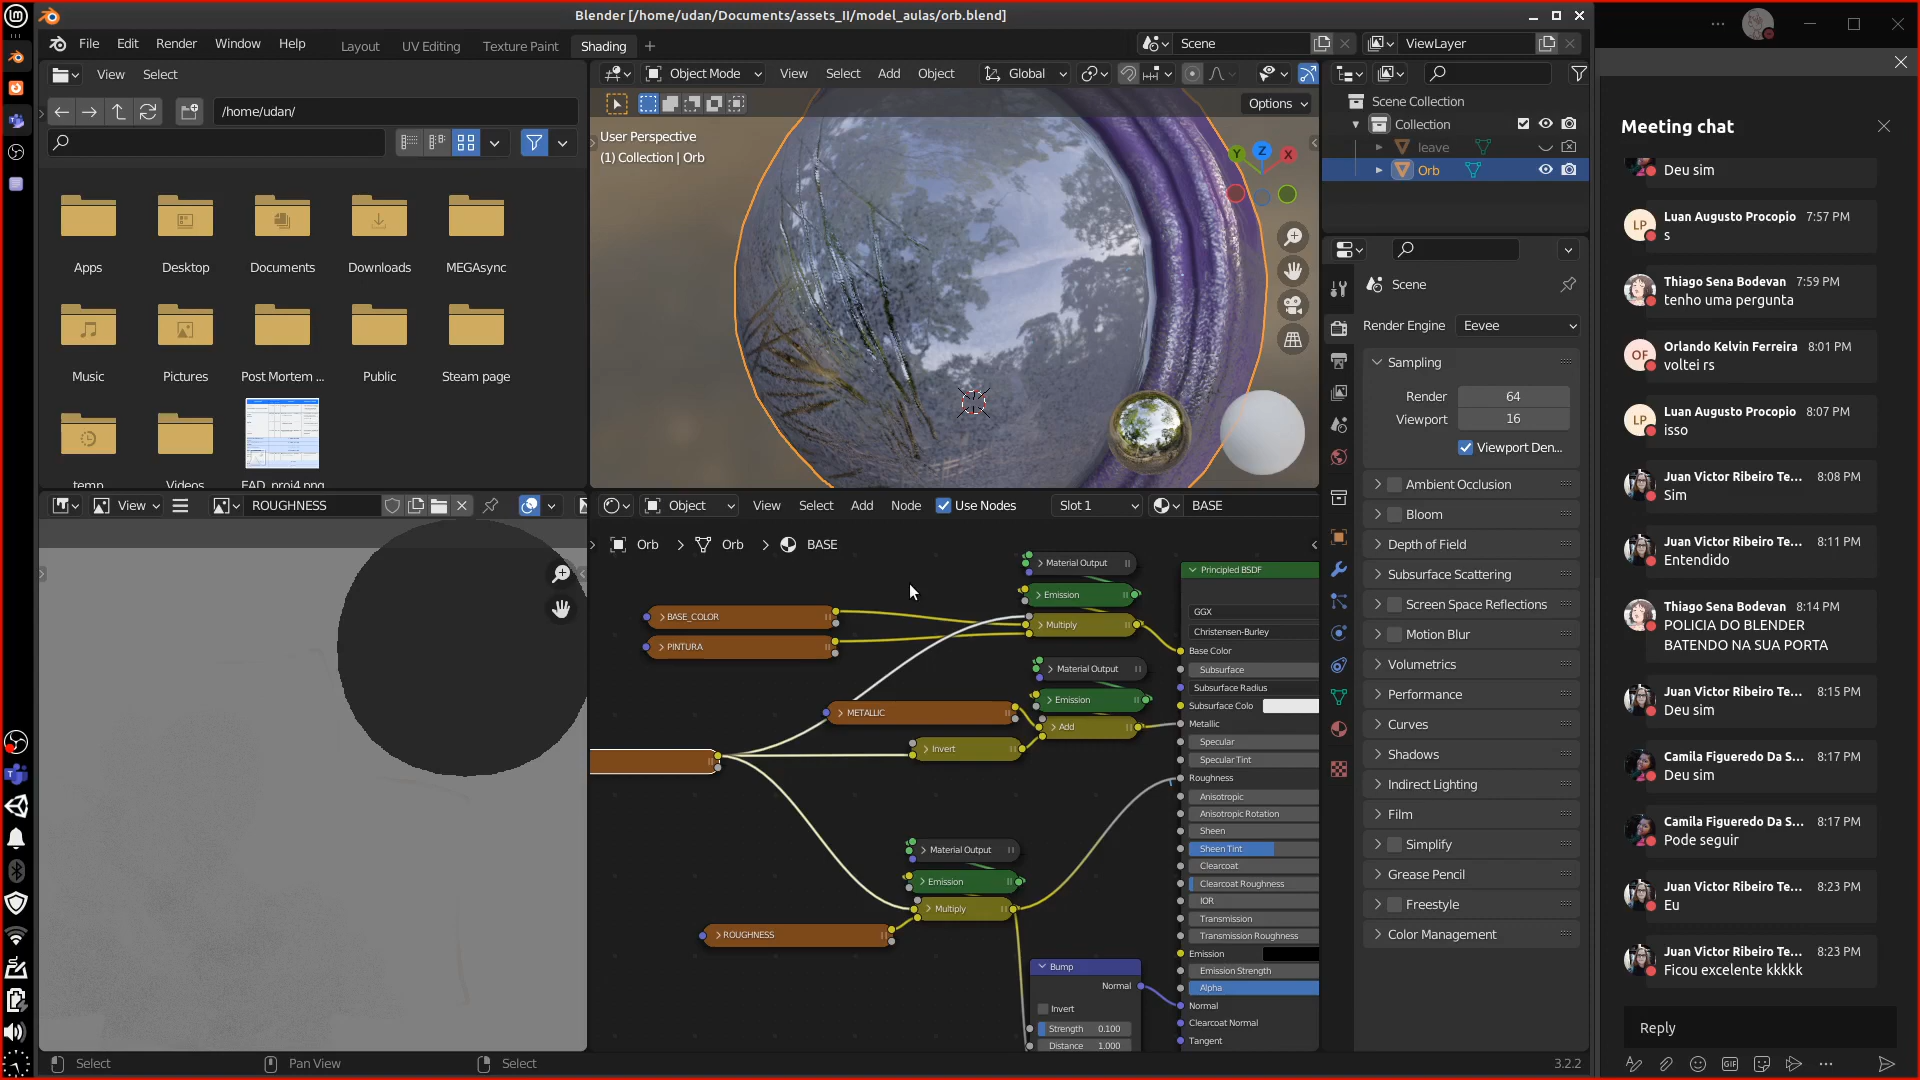 Blender [/home/udan/Documents/assets_II/model_aulas/orb.blend]
File Edit Render Window Help
Layout UV Editing Texture Paint Shading
Scene
ViewLayer
View Select
/home/udan/
Apps Desktop Documents Downloads MEGAsync
Music Pictures Post Mortem ... Public Steam page
temp Videos EAD_proj4.png
Object Mode View Select Add Object Global
Options
User Perspective
(1) Collection | Orb
Y Z X
Scene Collection
Collection
leave
Orb
Scene
Render Engine Eevee
Sampling
Render 64
Viewport 16
Viewport Den...
Ambient Occlusion
Bloom
Depth of Field
Subsurface Scattering
Screen Space Reflections
Motion Blur
Volumetrics
Performance
Curves
Shadows
Indirect Lighting
Film
Simplify
Grease Pencil
Freestyle
Color Management
View ROUGHNESS
Object View Select Add Node Use Nodes Slot 1 BASE
Orb > Orb > BASE
Material Output
Emission
BASE_COLOR
Multiply
PINTURA
Material Output
Emission
METALLIC
Add
Invert
Material Output
Emission
Multiply
ROUGHNESS
Bump
Normal
Invert
Strength 0.100
Distance 1.000
Principled BSDF
GGX
Christensen-Burley
Base Color
Subsurface
Subsurface Radius
Subsurface Colo
Metallic
Specular
Specular Tint
Roughness
Anisotropic
Anisotropic Rotation
Sheen
Sheen Tint
Clearcoat
Clearcoat Roughness
IOR
Transmission
Transmission Roughness
Emission
Emission Strength
Alpha
Normal
Clearcoat Normal
Tangent
Select Pan View Select
3.2.2
Meeting chat
Deu sim
LP Luan Augusto Procopio 7:57 PM
s
Thiago Sena Bodevan 7:59 PM
tenho uma pergunta
OF Orlando Kelvin Ferreira 8:01 PM
voltei rs
LP Luan Augusto Procopio 8:07 PM
isso
Juan Victor Ribeiro Te... 8:08 PM
Sim
Juan Victor Ribeiro Te... 8:11 PM
Entendido
Thiago Sena Bodevan 8:14 PM
POLICIA DO BLENDER
BATENDO NA SUA PORTA
Juan Victor Ribeiro Te... 8:15 PM
Deu sim
Camila Figueredo Da S... 8:17 PM
Deu sim
Camila Figueredo Da S... 8:17 PM
Pode seguir
Juan Victor Ribeiro Te... 8:23 PM
Eu
Juan Victor Ribeiro Te... 8:23 PM
Ficou excelente kkkkk
Reply
GIF